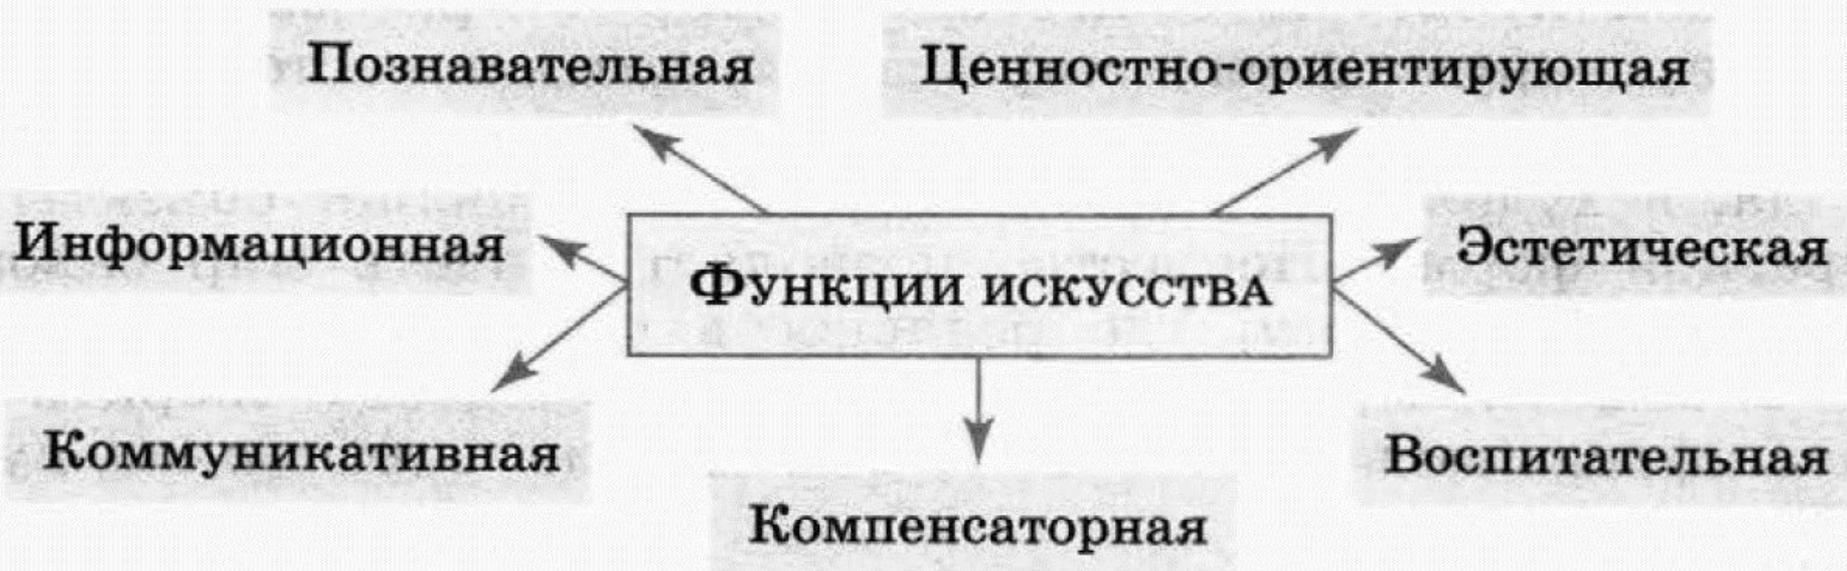 Познавательная
Ценностно-ориентирующая
Информационная
Функции искусства
Эстетическая
Коммуникативная
Воспитательная
Компенсаторная